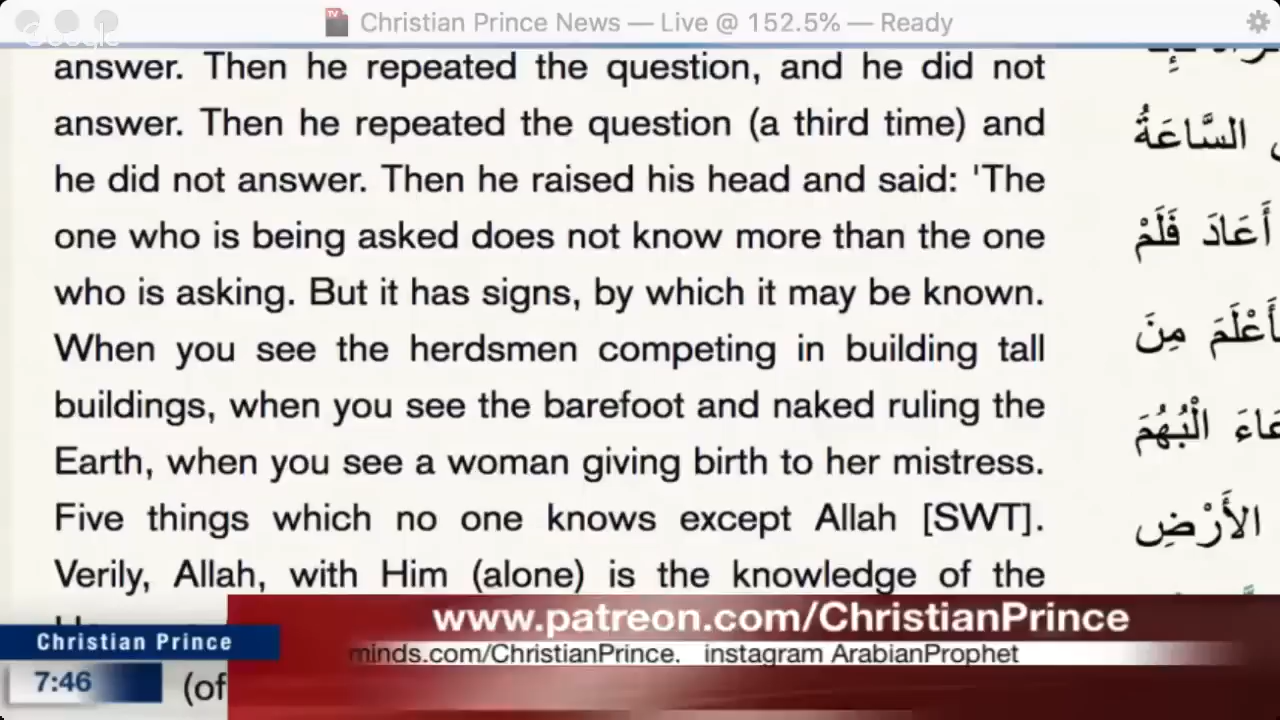 Christian Prince News — Live @ 152.5% — Ready
Google
answer. Then he repeated the question, and he did not
answer. Then he repeated the question (a third time) and
he did not answer. Then he raised his head and said: 'The
one who is being asked does not know more than the one
who is asking. But it has signs, by which it may be known.
When you see the herdsmen competing in building tall
buildings, when you see the barefoot and naked ruling the
Earth, when you see a woman giving birth to her mistress.
Five things which no one knows except Allah [SWT].
Verily, Allah, with Him (alone) is the knowledge of the
(of
السَّاعَةُ
أَعَادَ فَلَمْ
أَعْلَمَ مِنَ
الْبُهُمَ
الأَرْضِ
www.patreon.com/ChristianPrince
minds.com/ChristianPrince. instagram ArabianProphet
Christian Prince
7:46